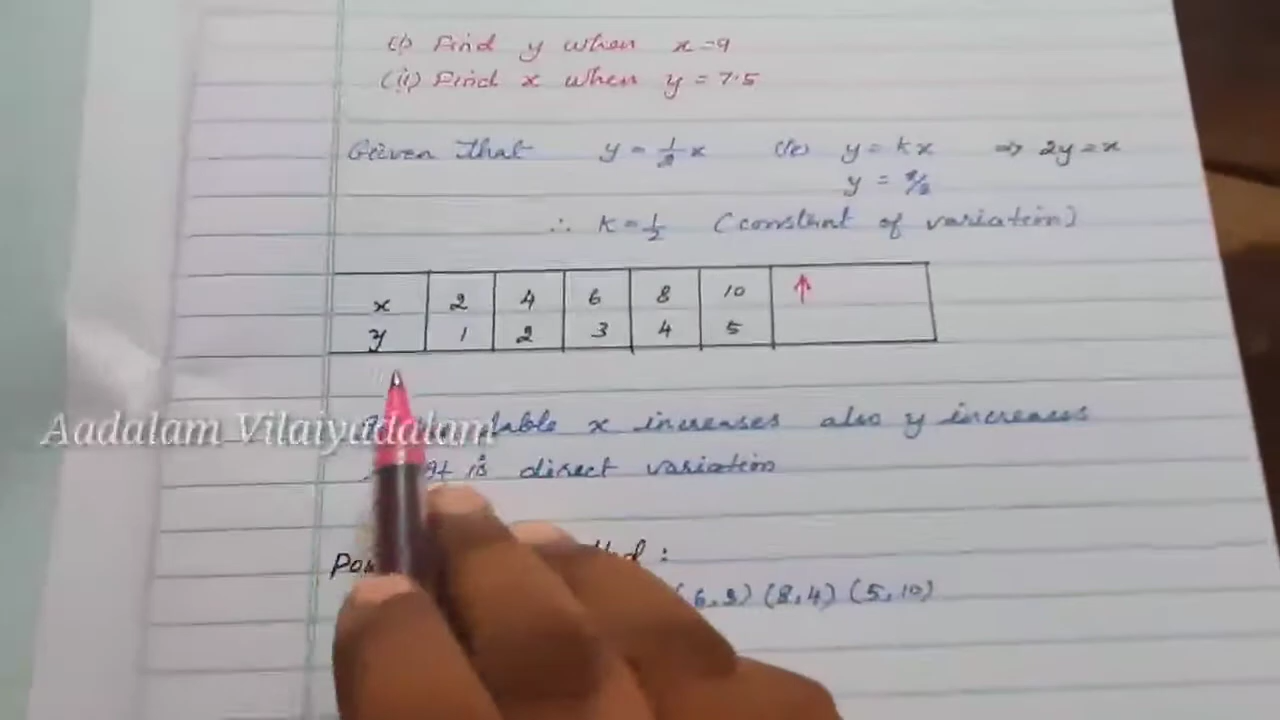 (i) Find y when x=9
(ii) Find x when y = 7.5
Given that y = 1/2 x (ie) y = kx ⇒ 2y = x
y = x/2
∴ k = 1/2 (constant of variation)
x 2 4 6 8 10 ↑
y 1 2 3 4 5
Aadalam Vilaiyudalam
table x increases also y increases
It is direct variation
:
(6,3) (8,4) (5,10)